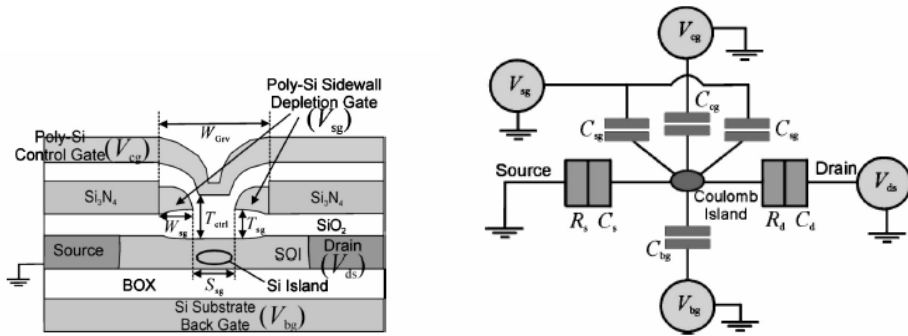 Poly-Si Sidewall
Depletion Gate
(V_sg)
W_Grv
Poly-Si
Control Gate (V_cg)
Si₃N₄
Si₃N₄
W_sg
T_ctrl
T_sg
SiO₂
Source
SOI
Drain
(V_ds)
S_sg
Si Island
BOX
Si Substrate
Back Gate (V_bg)
V_cg
V_sg
C_cg
C_sg
C_sg
Source
Drain
V_ds
Coulomb
Island
R_s C_s
R_d C_d
C_bg
V_bg